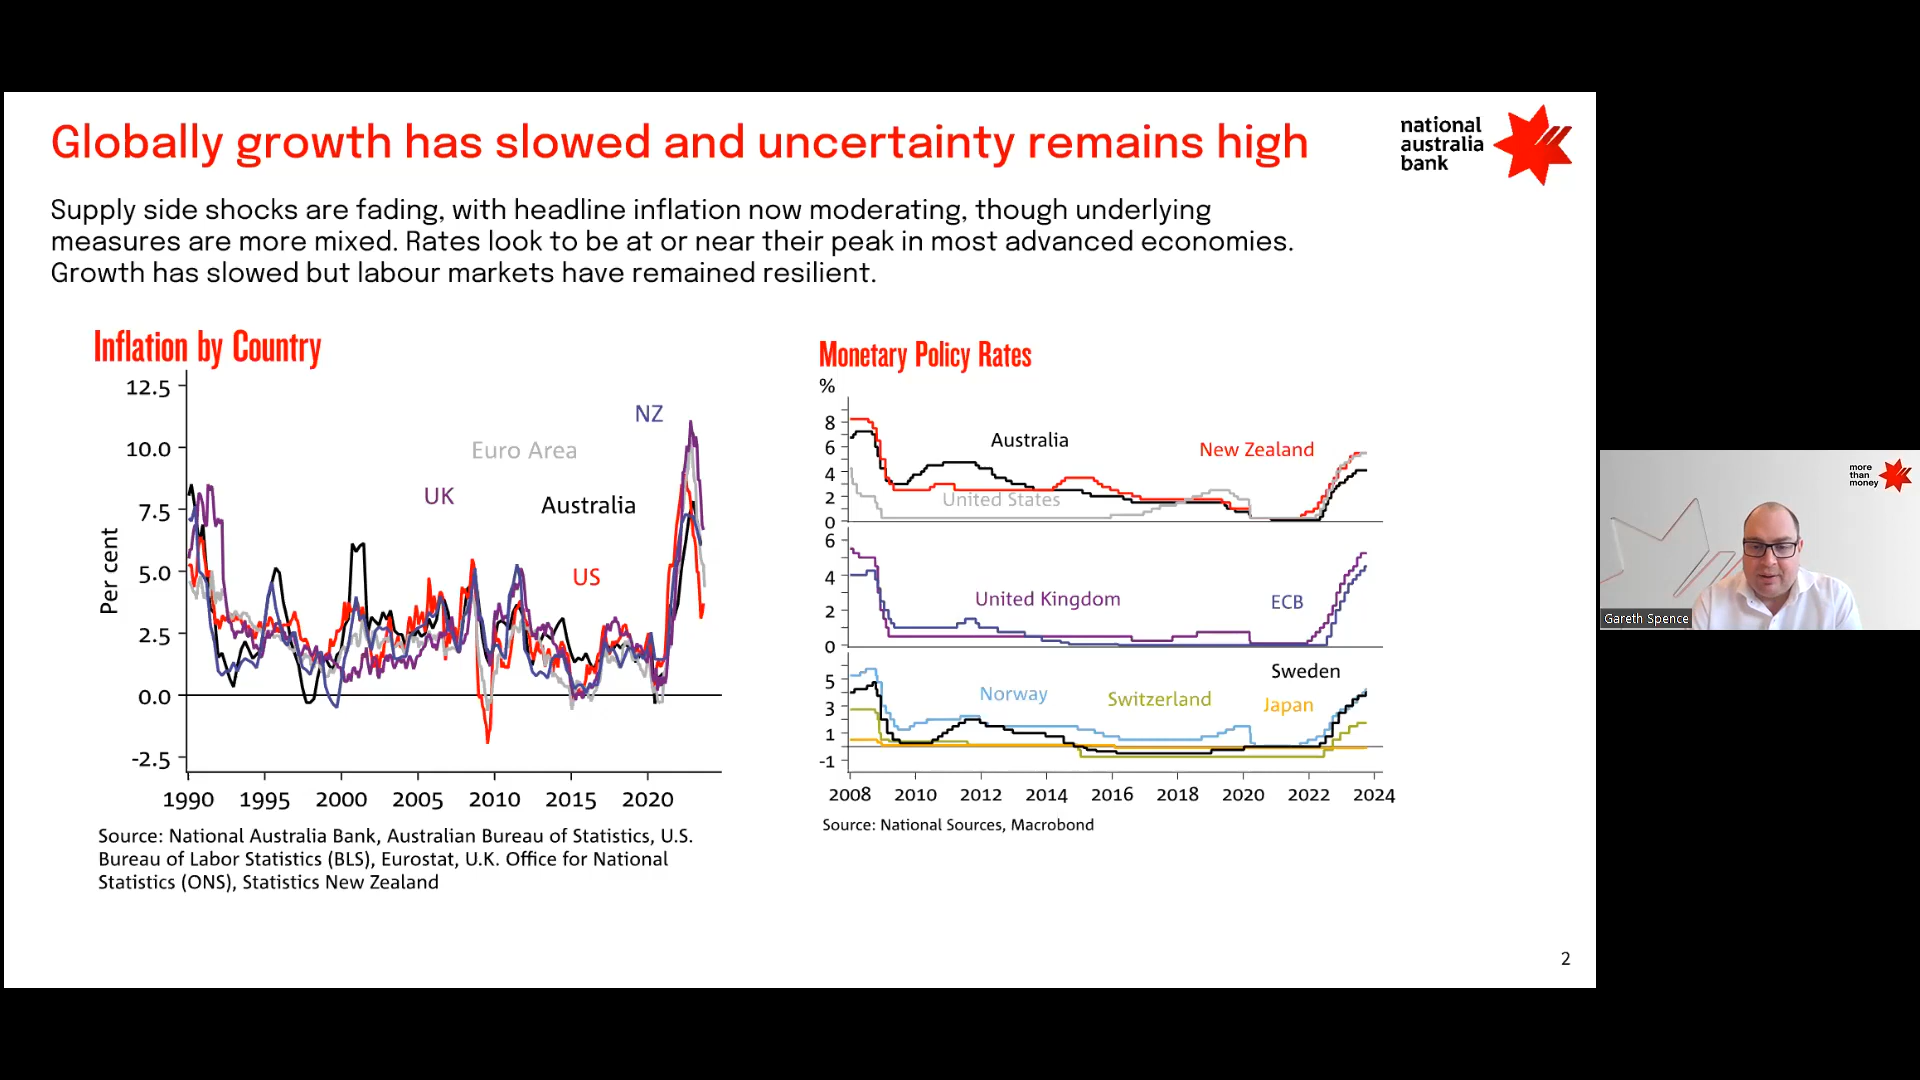 Globally growth has slowed and uncertainty remains high
national
australia
bank
Supply side shocks are fading, with headline inflation now moderating, though underlying
measures are more mixed. Rates look to be at or near their peak in most advanced economies.
Growth has slowed but labour markets have remained resilient.
Inflation by Country
12.5
10.0
7.5
5.0
2.5
0.0
-2.5
Per cent
NZ
Euro Area
UK
Australia
US
1990 1995 2000 2005 2010 2015 2020
Source: National Australia Bank, Australian Bureau of Statistics, U.S.
Bureau of Labor Statistics (BLS), Eurostat, U.K. Office for National
Statistics (ONS), Statistics New Zealand
Monetary Policy Rates
%
8
6
4
2
0
Australia
New Zealand
United States
6
4
2
0
United Kingdom
ECB
5
3
1
-1
Sweden
Norway
Switzerland
Japan
2008 2010 2012 2014 2016 2018 2020 2022 2024
Source: National Sources, Macrobond
2
more
than
money
Gareth Spence